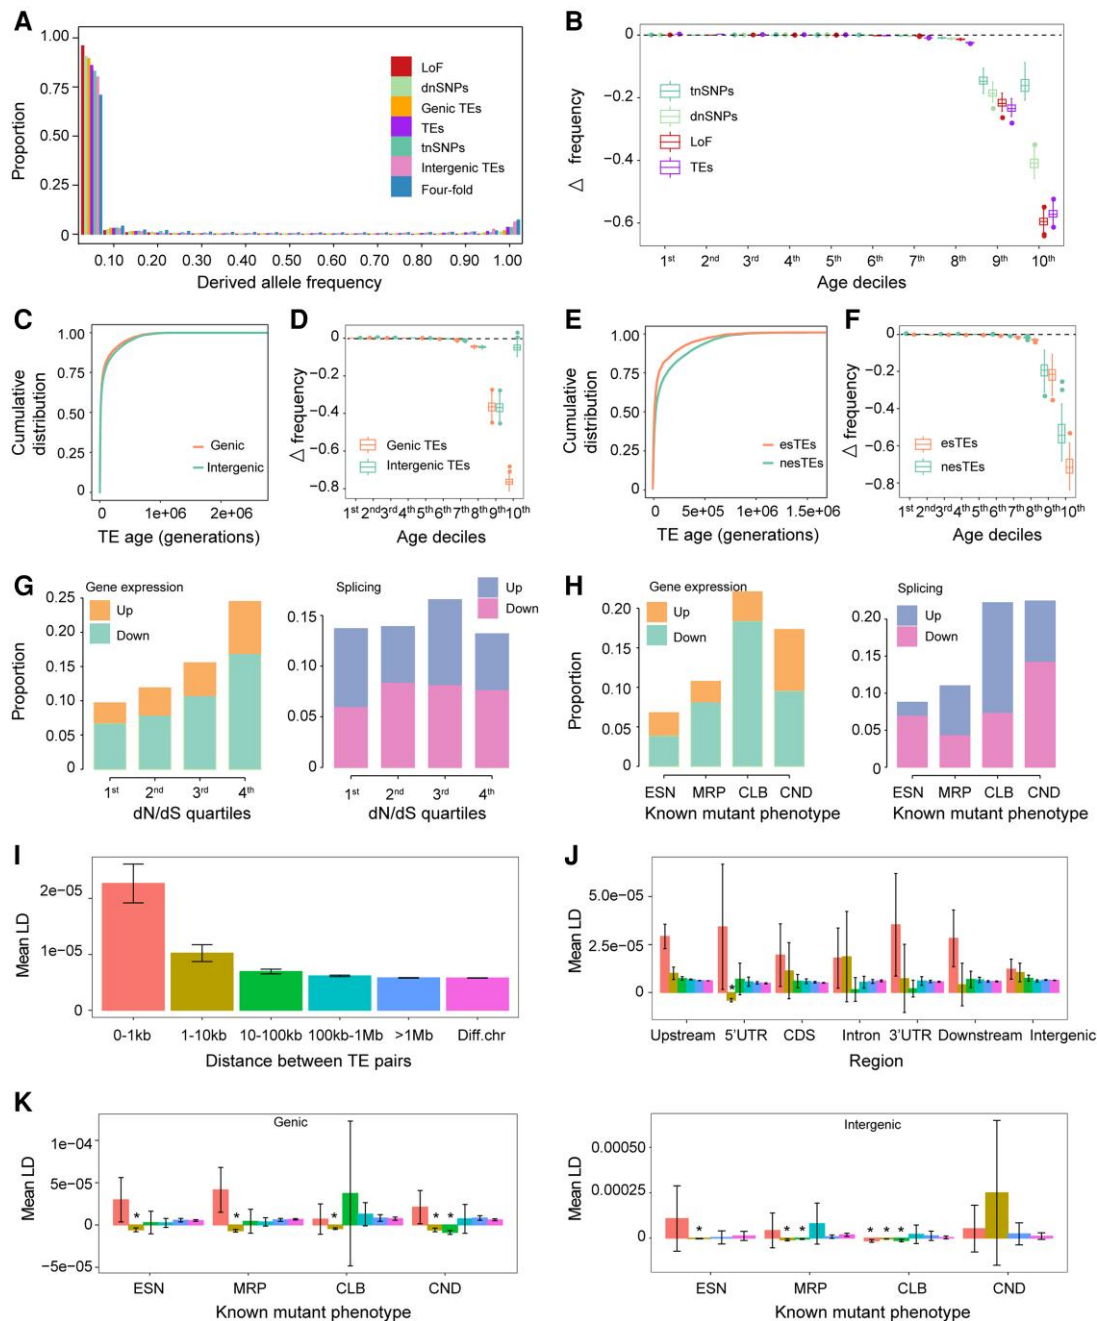 A
Proportion
1.00
0.75
0.50
0.25
0
LoF
dnSNPs
Genic TEs
TEs
tnSNPs
Intergenic TEs
Four-fold
0.10 0.20 0.30 0.40 0.50 0.60 0.70 0.80 0.90 1.00
Derived allele frequency
B
△ frequency
0
−0.2
−0.4
−0.6
tnSNPs
dnSNPs
LoF
TEs
1st 2nd 3rd 4th 5th 6th 7th 8th 9th 10th
Age deciles
C
Cumulative
distribution
1.00
0.75
0.50
0.25
0
Genic
Intergenic
0 1e+06 2e+06
TE age (generations)
D
△ frequency
0
−0.2
−0.4
−0.6
−0.8
Genic TEs
Intergenic TEs
1st 2nd 3rd 4th 5th 6th 7th 8th 9th 10th
Age deciles
E
Cumulative
distribution
1.00
0.75
0.50
0.25
0
esTEs
nesTEs
0 5e+05 1e+06 1.5e+06
TE age (generations)
F
△ frequency
0
−0.2
−0.4
−0.6
−0.8
esTEs
nesTEs
1st 2nd 3rd 4th 5th 6th 7th 8th 9th 10th
Age deciles
G
Proportion
Gene expression
Up
Down
0.25
0.20
0.15
0.10
0.05
0
1st 2nd 3rd 4th
dN/dS quartiles
Splicing
Up
Down
0.15
0.10
0.05
0
1st 2nd 3rd 4th
dN/dS quartiles
H
Proportion
Gene expression
Up
Down
0.20
0.15
0.10
0.05
0
ESN MRP CLB CND
Known mutant phenotype
Splicing
Up
Down
0.20
0.15
0.10
0.05
0
ESN MRP CLB CND
Known mutant phenotype
I
Mean LD
2e−05
1e−05
0
0-1kb 1-10kb 10-100kb 100kb-1Mb >1Mb Diff.chr
Distance between TE pairs
J
Mean LD
5.0e−05
2.5e−05
0
*
Upstream 5'UTR CDS Intron 3'UTR Downstream Intergenic
Region
K
Mean LD
Genic
1e−04
5e−05
0
−5e−05
* * * * *
ESN MRP CLB CND
Known mutant phenotype
Mean LD
Intergenic
0.00050
0.00025
0
* * * * * *
ESN MRP CLB CND
Known mutant phenotype